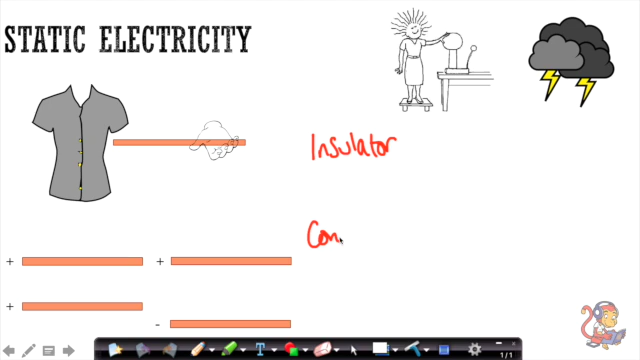 STATIC ELECTRICITY
Insulator
Con
+ +
+
-
T
1/1